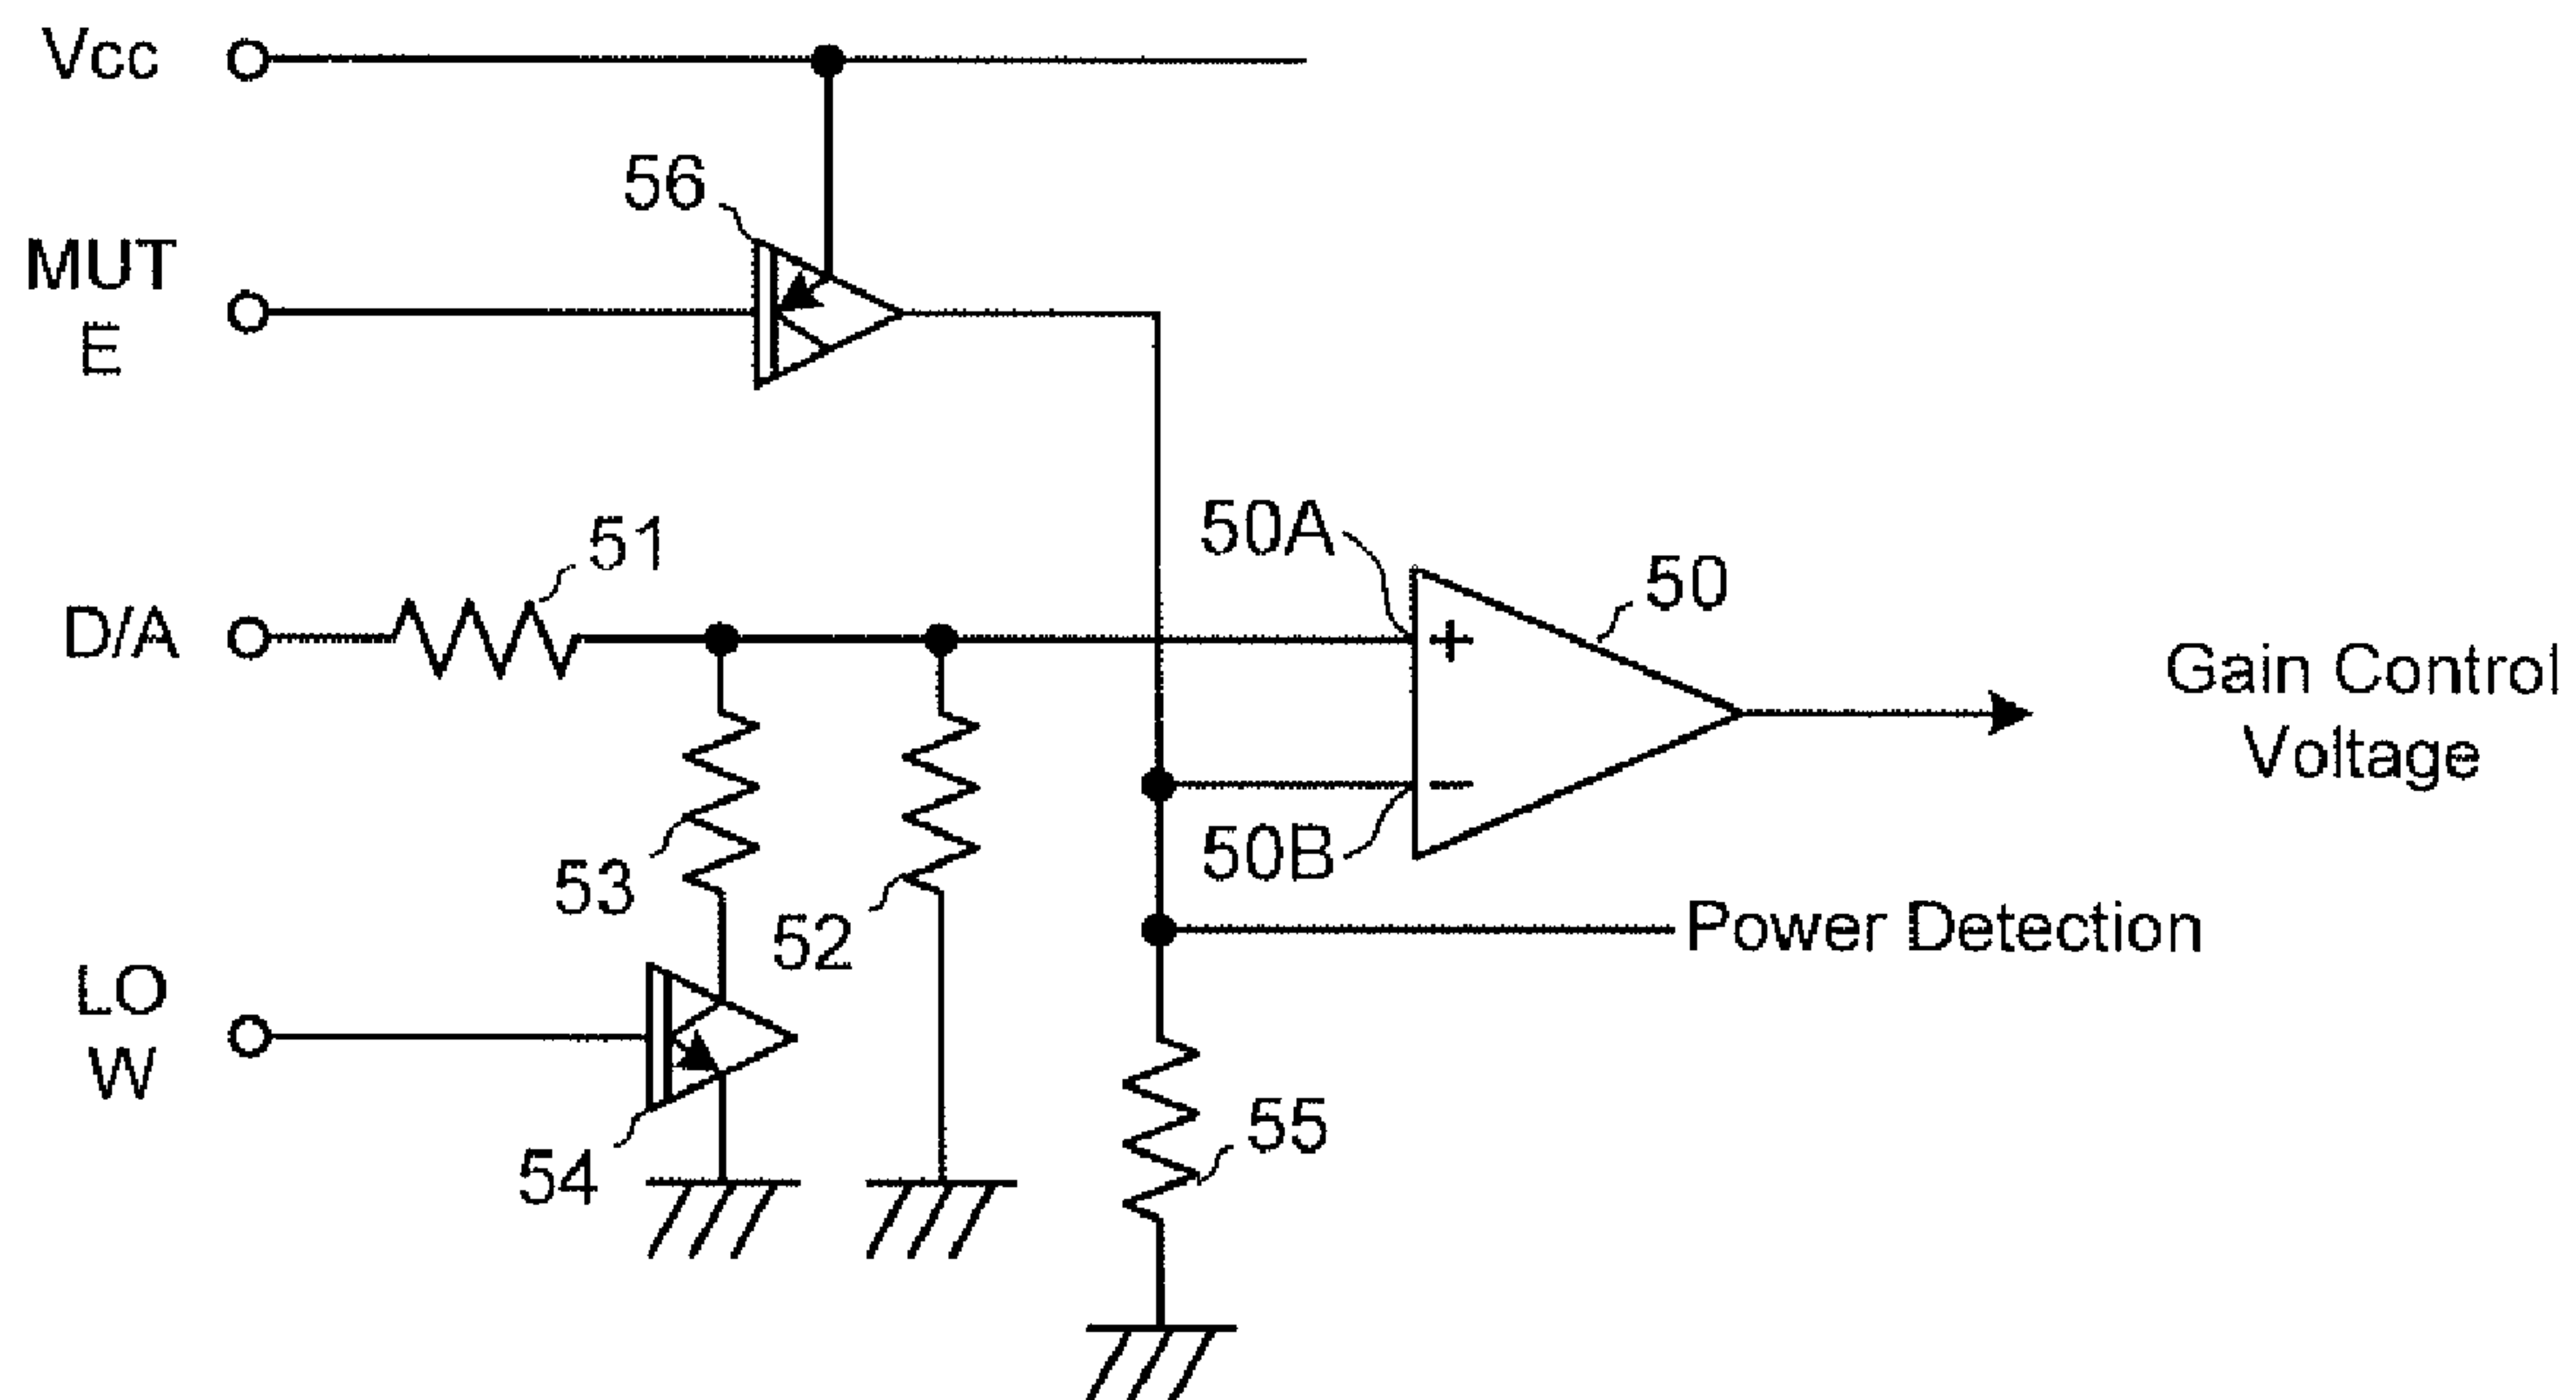 Vcc
56
MUT
E
51
50A
50
D/A
+
Gain Control
Voltage
-
50B
53
52
Power Detection
LO
W
55
54